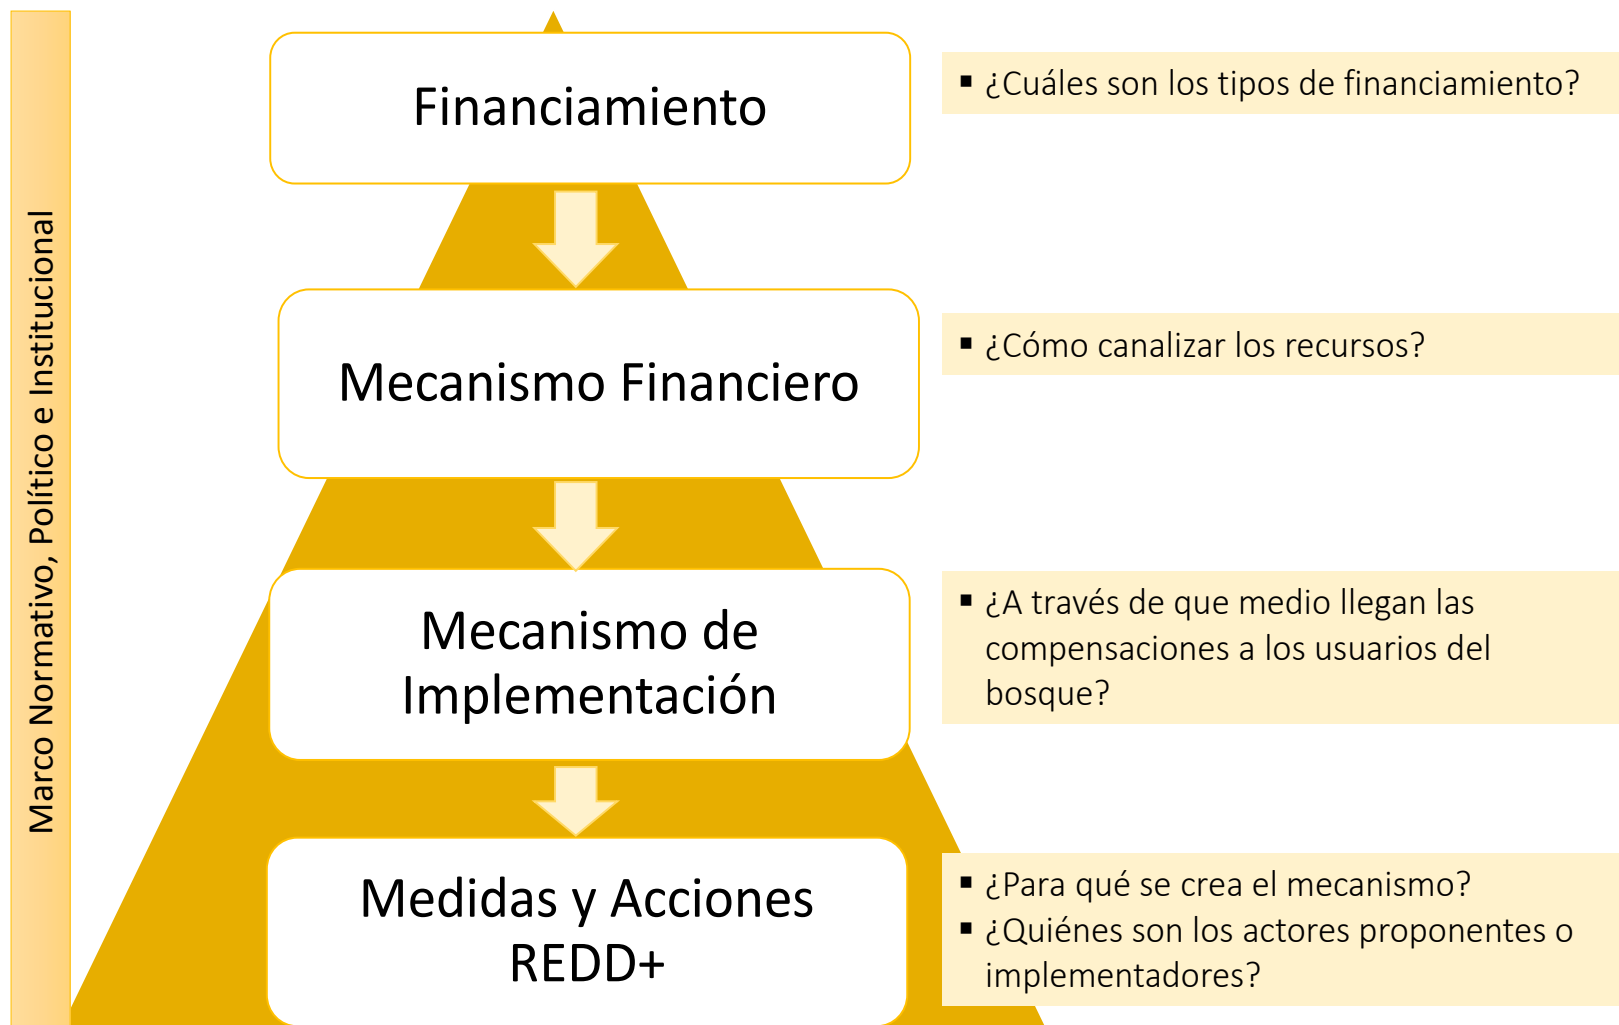 Marco Normativo, Político e Institucional
Financiamiento
▪ ¿Cuáles son los tipos de financiamiento?
Mecanismo Financiero
▪ ¿Cómo canalizar los recursos?
Mecanismo de
Implementación
▪ ¿A través de que medio llegan las
compensaciones a los usuarios del
bosque?
Medidas y Acciones
REDD+
▪ ¿Para qué se crea el mecanismo?
▪ ¿Quiénes son los actores proponentes o
implementadores?